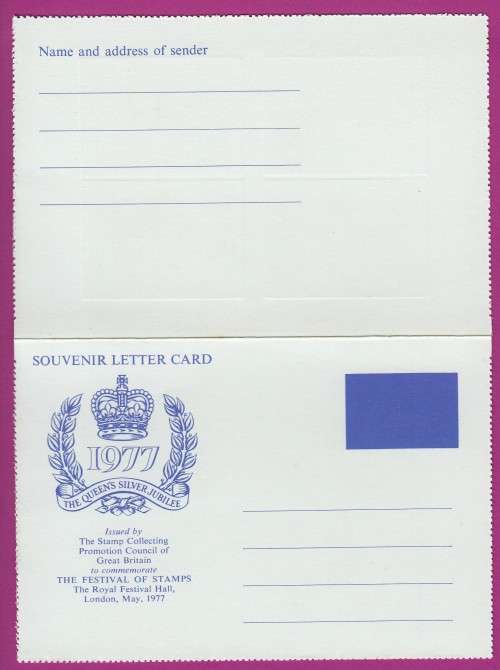 Name and address of sender
SOUVENIR LETTER CARD
1977
THE QUEEN'S SILVER JUBILEE
Issued by
The Stamp Collecting
Promotion Council of
Great Britain
to commemorate
THE FESTIVAL OF STAMPS
The Royal Festival Hall,
London, May, 1977